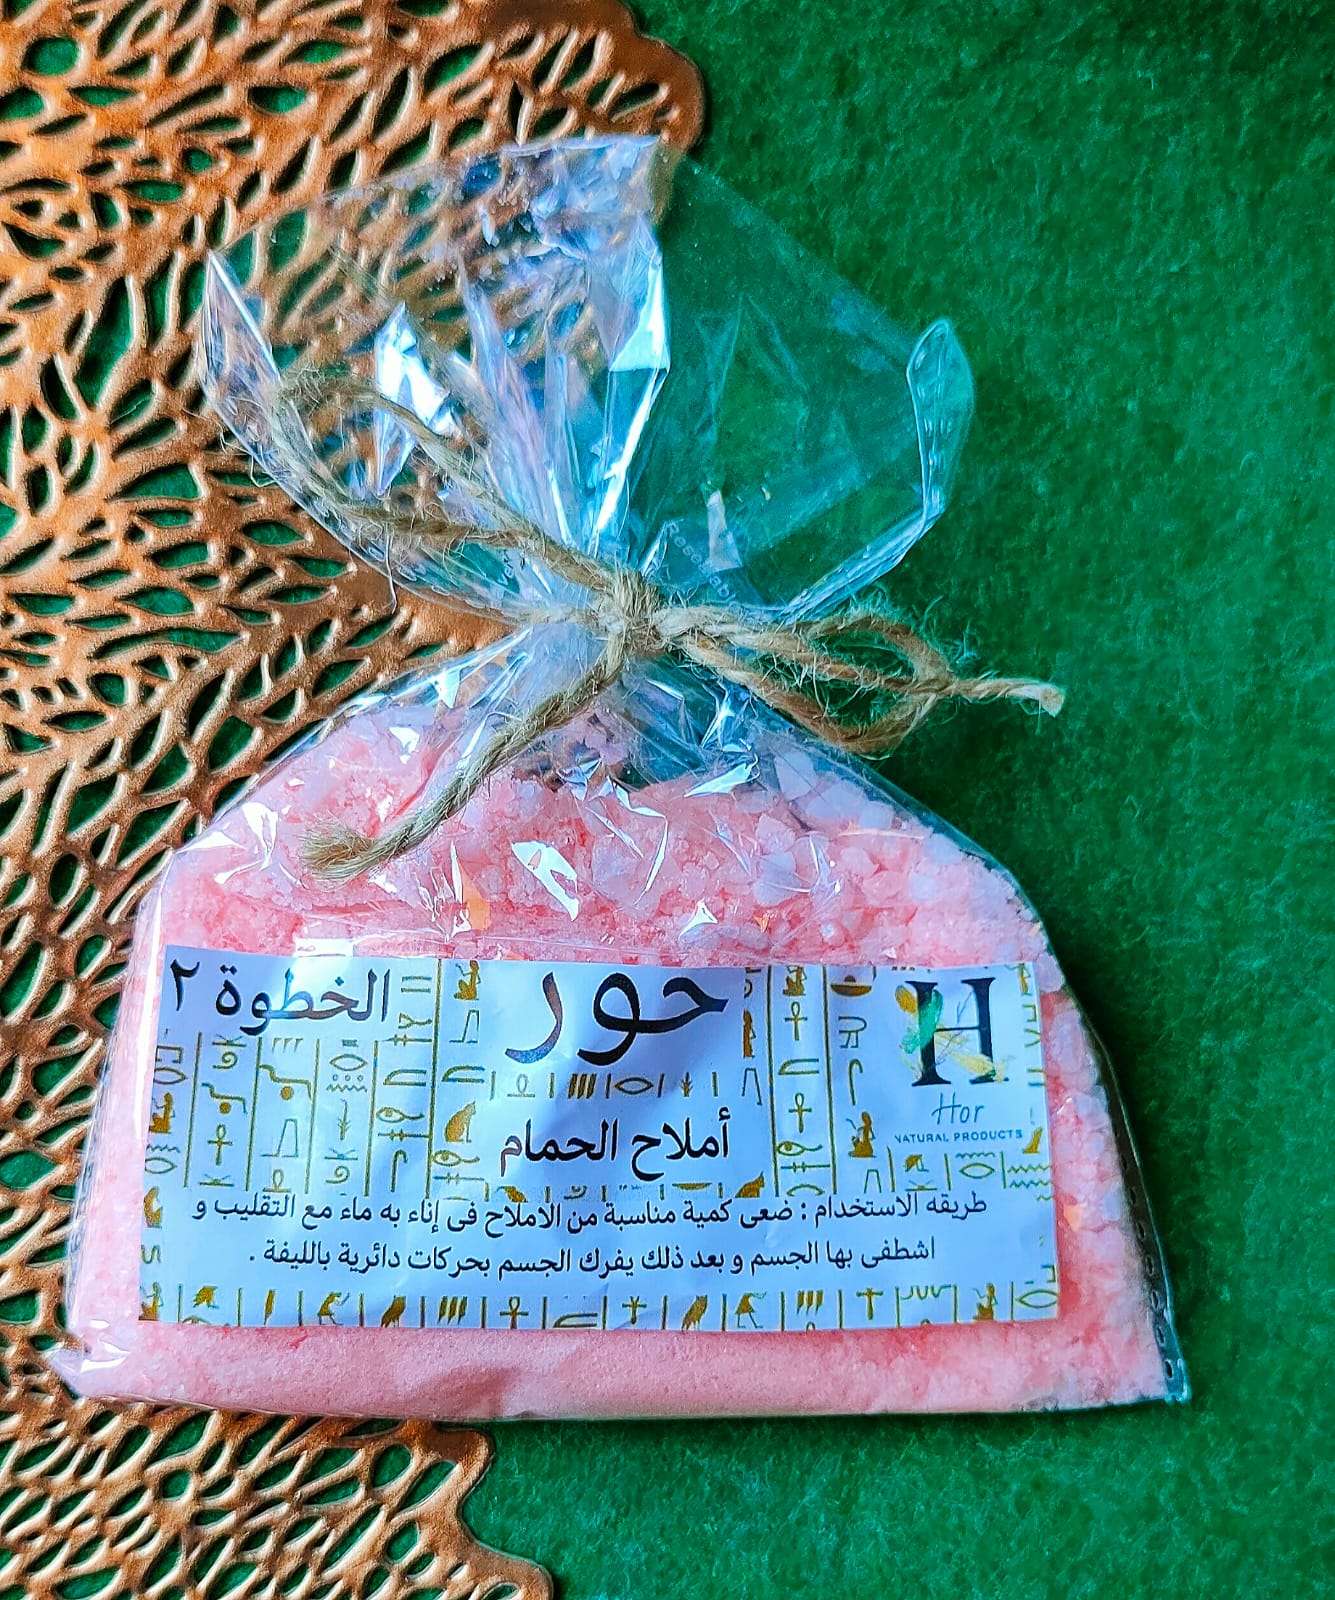 حور
الخطوة ٢
H
Hor
NATURAL PRODUCTS
أملاح الحمام
طريقه الاستخدام : ضعى كمية مناسبة من الاملاح فى إناء به ماء مع التقليب و
اشطفى بها الجسم و بعد ذلك يفرك الجسم بحركات دائرية بالليفة .